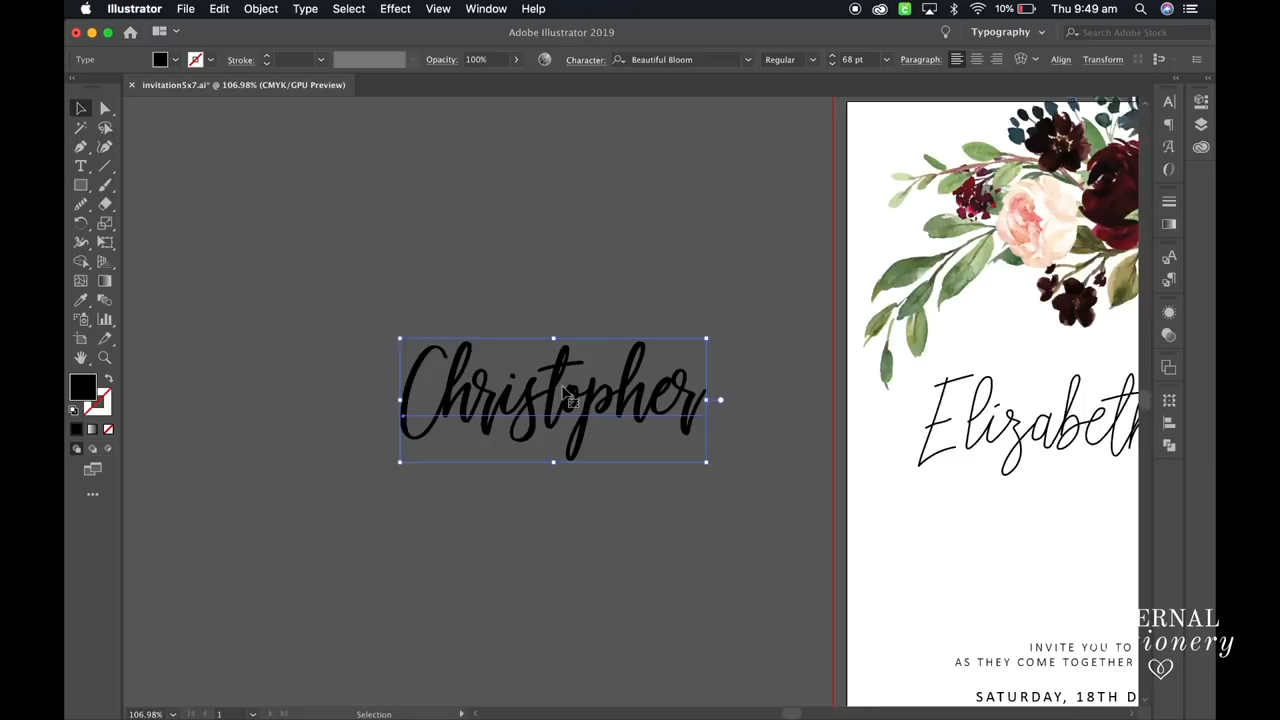 Illustrator File Edit Object Type Select Effect View Window Help
10% Thu 9:49 am
Adobe Illustrator 2019
Typography
Search Adobe Stock
Type Stroke: Opacity: 100% Character: Beautiful Bloom Regular 68 pt Paragraph: Align Transform
invitation5x7.ai* @ 106.98% (CMYK/GPU Preview)
Christopher
Elizabeth
INVITE YOU TO
AS THEY COME TOGETHER
SATURDAY, 18TH D
ERNAL
ionery
106.98% 1 Selection